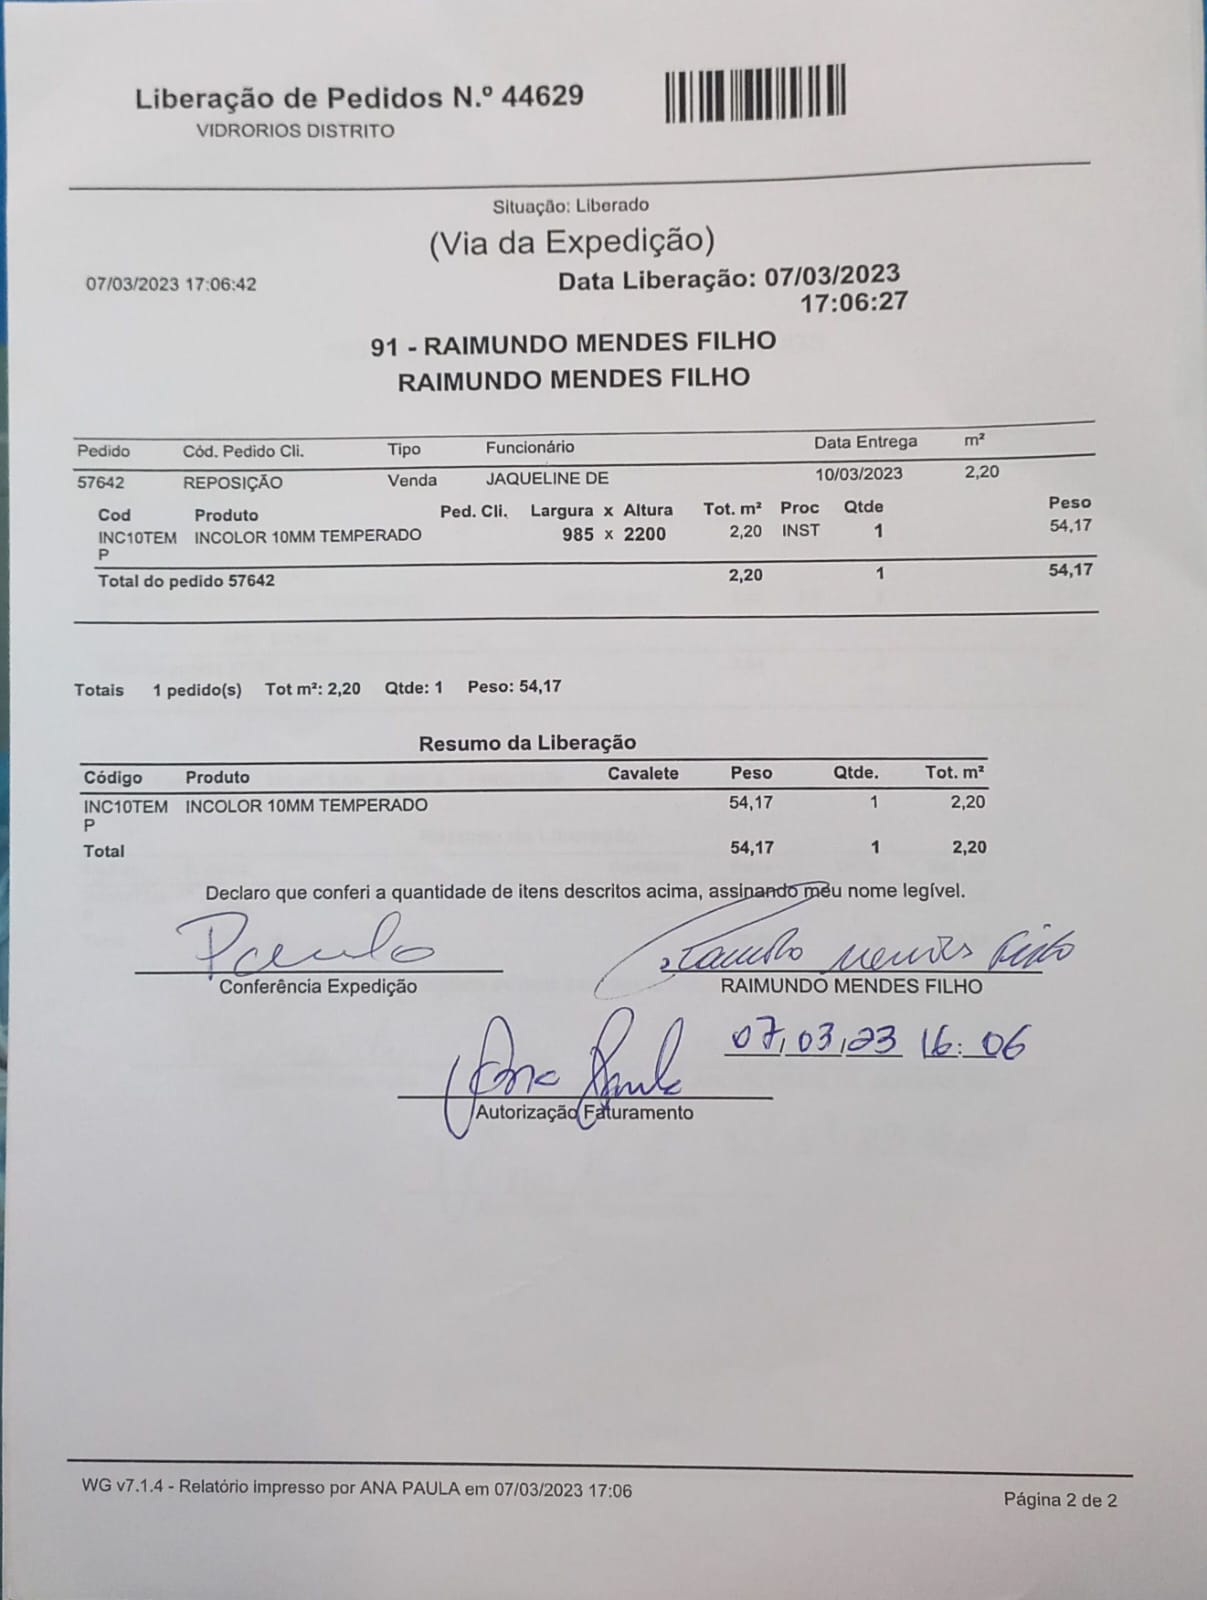 Liberação de Pedidos N.º 44629
VIDRORIOS DISTRITO
Situação: Liberado
(Via da Expedição)
07/03/2023 17:06:42
Data Liberação: 07/03/2023
17:06:27
91 - RAIMUNDO MENDES FILHO
RAIMUNDO MENDES FILHO
Pedido Cód. Pedido Cli. Tipo Funcionário Data Entrega m²
57642 REPOSIÇÃO Venda JAQUELINE DE 10/03/2023 2,20
Cod Produto Ped. Cli. Largura x Altura Tot. m² Proc Qtde Peso
INC10TEM INCOLOR 10MM TEMPERADO 985 x 2200 2,20 INST 1 54,17
P
Total do pedido 57642 2,20 1 54,17
Totais 1 pedido(s) Tot m²: 2,20 Qtde: 1 Peso: 54,17
Resumo da Liberação
Código Produto Cavalete Peso Qtde. Tot. m²
INC10TEM INCOLOR 10MM TEMPERADO 54,17 1 2,20
P
Total 54,17 1 2,20
Declaro que conferi a quantidade de itens descritos acima, assinando meu nome legível.
Paulo Mendes Filho
Conferência Expedição RAIMUNDO MENDES FILHO
07,03,23 16:06
Ana Paula
Autorização Faturamento
WG v7.1.4 - Relatório impresso por ANA PAULA em 07/03/2023 17:06
Página 2 de 2